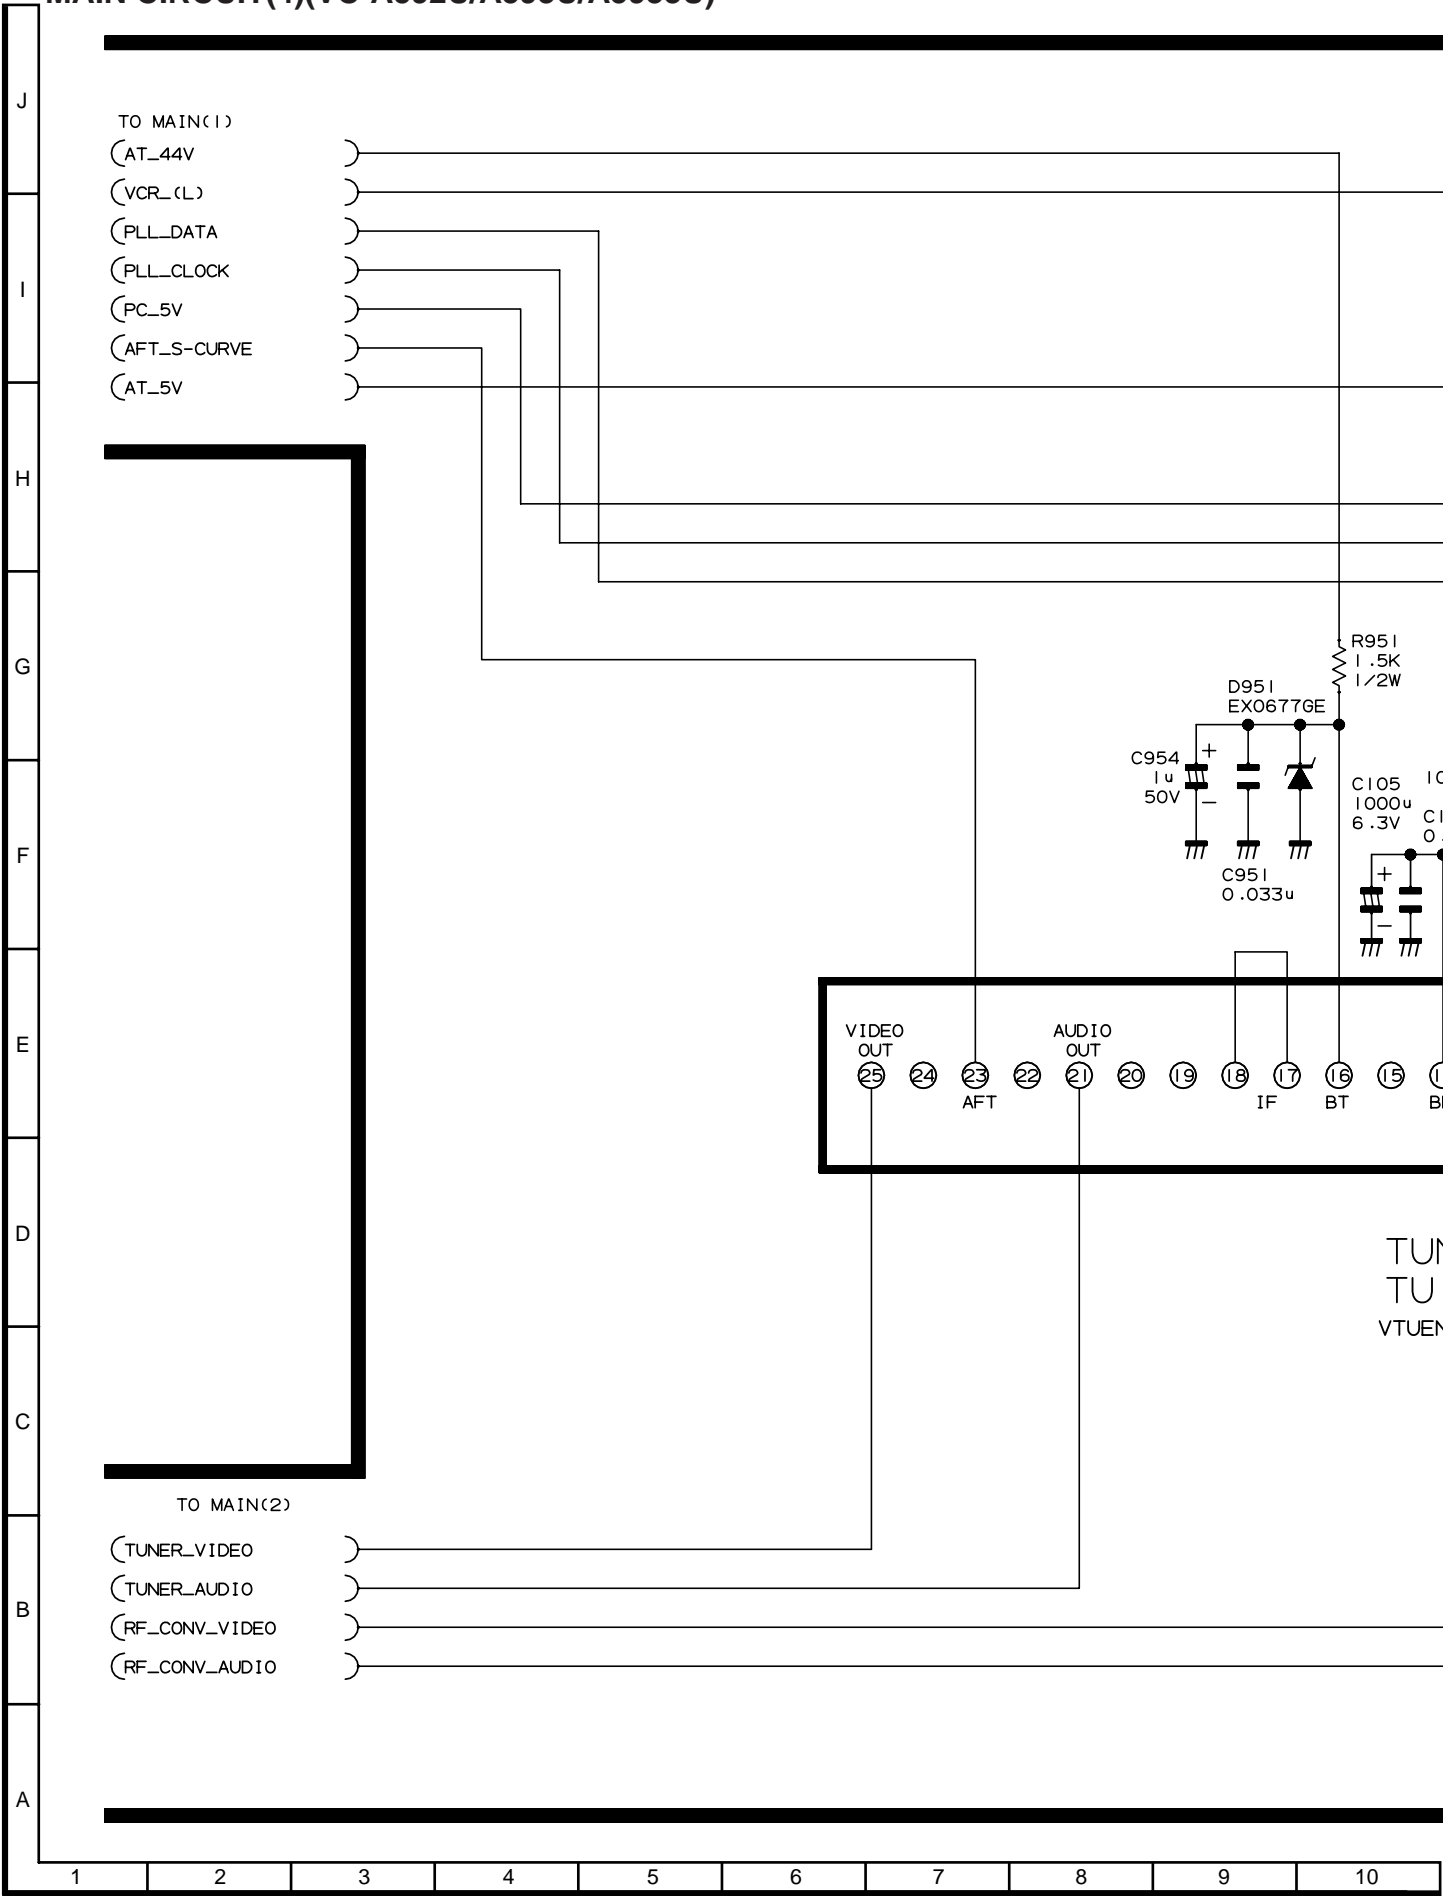 J
TO MAIN(1)
AT_44V
VCR_(L)
PLL_DATA
PLL_CLOCK
I
PC_5V
AFT_S-CURVE
AT_5V
H
G
R951
1.5K
1/2W
D951
EX0677GE
C954
1u
50V
C105
1000u
6.3V
F
C951
0.033u
E
VIDEO
OUT
AUDIO
OUT
25 24 23 22 21 20 19 18 17 16 15
AFT IF BT
D
C
TO MAIN(2)
TUNER_VIDEO
TUNER_AUDIO
B
RF_CONV_VIDEO
RF_CONV_AUDIO
A
1 2 3 4 5 6 7 8 9 10